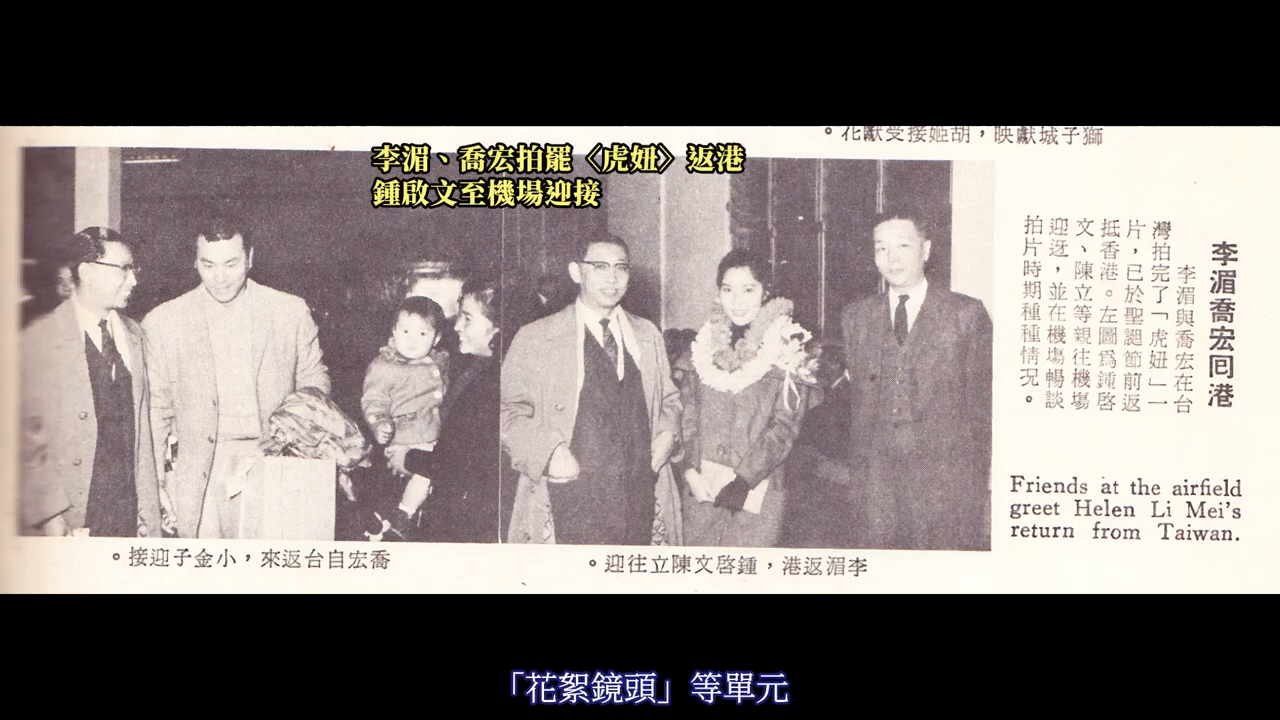 獅子城獻映，胡姬接受獻花。
李湄、喬宏拍罷〈虎妞〉返港
鍾啟文至機場迎接
李湄喬宏囘港
李湄與喬宏在台
灣拍完了「虎妞」一
片，已於聖誕節前返
抵香港。左圖爲鍾啓
文、陳立等親往機塲
迎迓，並在機塲暢談
拍片時期種種情况。
Friends at the airfield
greet Helen Li Mei's
return from Taiwan.
李湄返港，鍾啓文陳立往迎。
喬宏自台返來，小金子迎接。
「花絮鏡頭」等單元